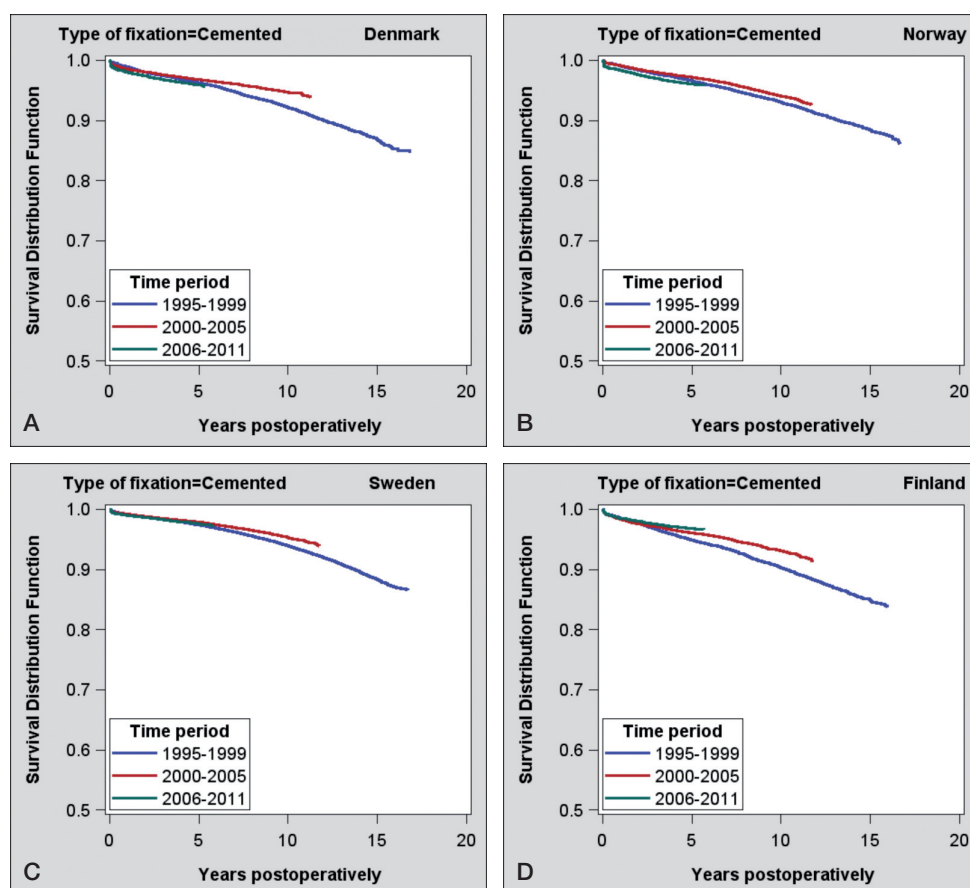 Type of fixation=Cemented Denmark
Survival Distribution Function
1.0
0.9
0.8
0.7
0.6
0.5
Time period
1995-1999
2000-2005
2006-2011
0 5 10 15 20
A
Years postoperatively
Type of fixation=Cemented Norway
Survival Distribution Function
1.0
0.9
0.8
0.7
0.6
0.5
Time period
1995-1999
2000-2005
2006-2011
0 5 10 15 20
B
Years postoperatively
Type of fixation=Cemented Sweden
Survival Distribution Function
1.0
0.9
0.8
0.7
0.6
0.5
Time period
1995-1999
2000-2005
2006-2011
0 5 10 15 20
C
Years postoperatively
Type of fixation=Cemented Finland
Survival Distribution Function
1.0
0.9
0.8
0.7
0.6
0.5
Time period
1995-1999
2000-2005
2006-2011
0 5 10 15 20
D
Years postoperatively